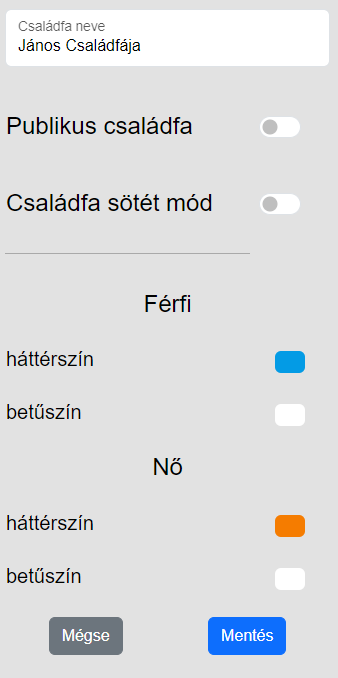 Családfa neve
János Családfája
Publikus családfa
Családfa sötét mód
Férfi
háttérszín
betűszín
Nő
háttérszín
betűszín
Mégse
Mentés